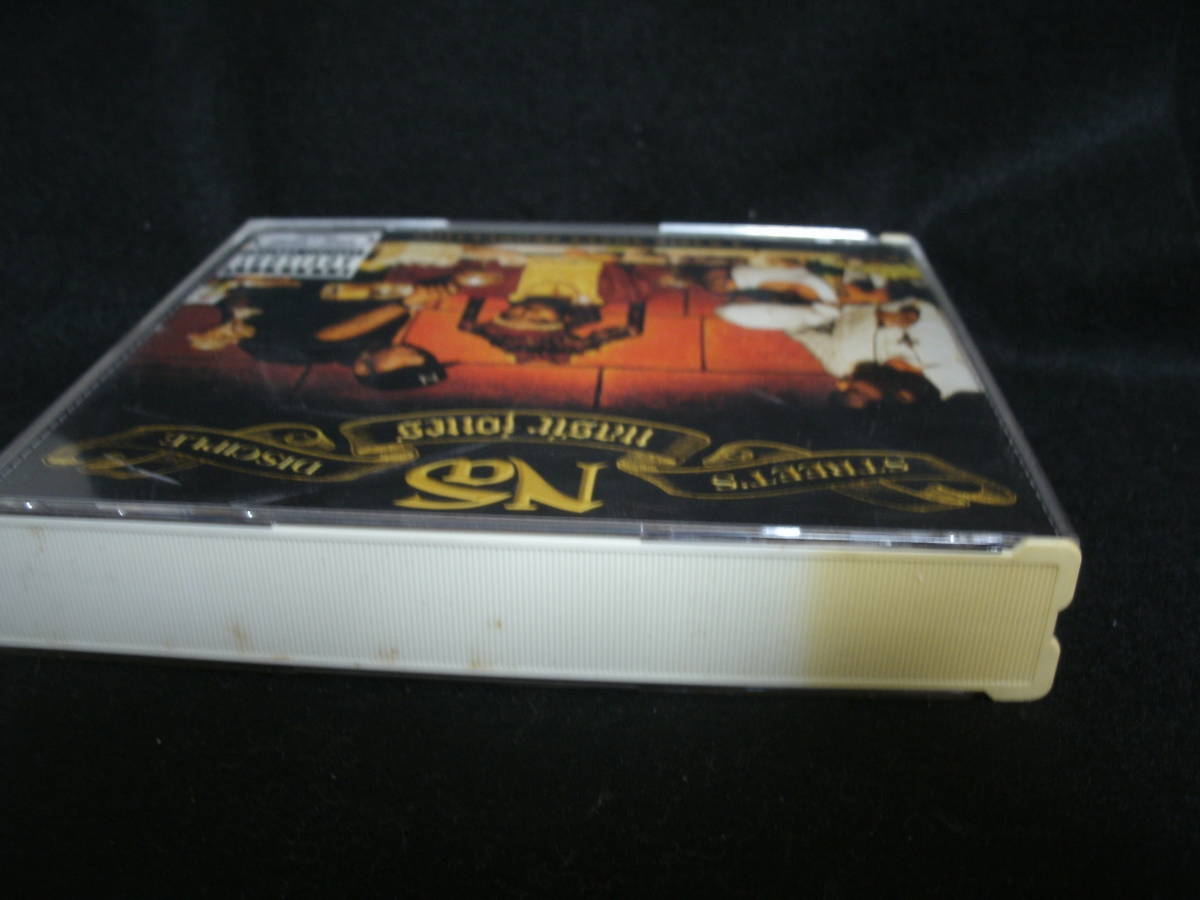 NaS
STREET'S
nasir jones
DISCIPLE